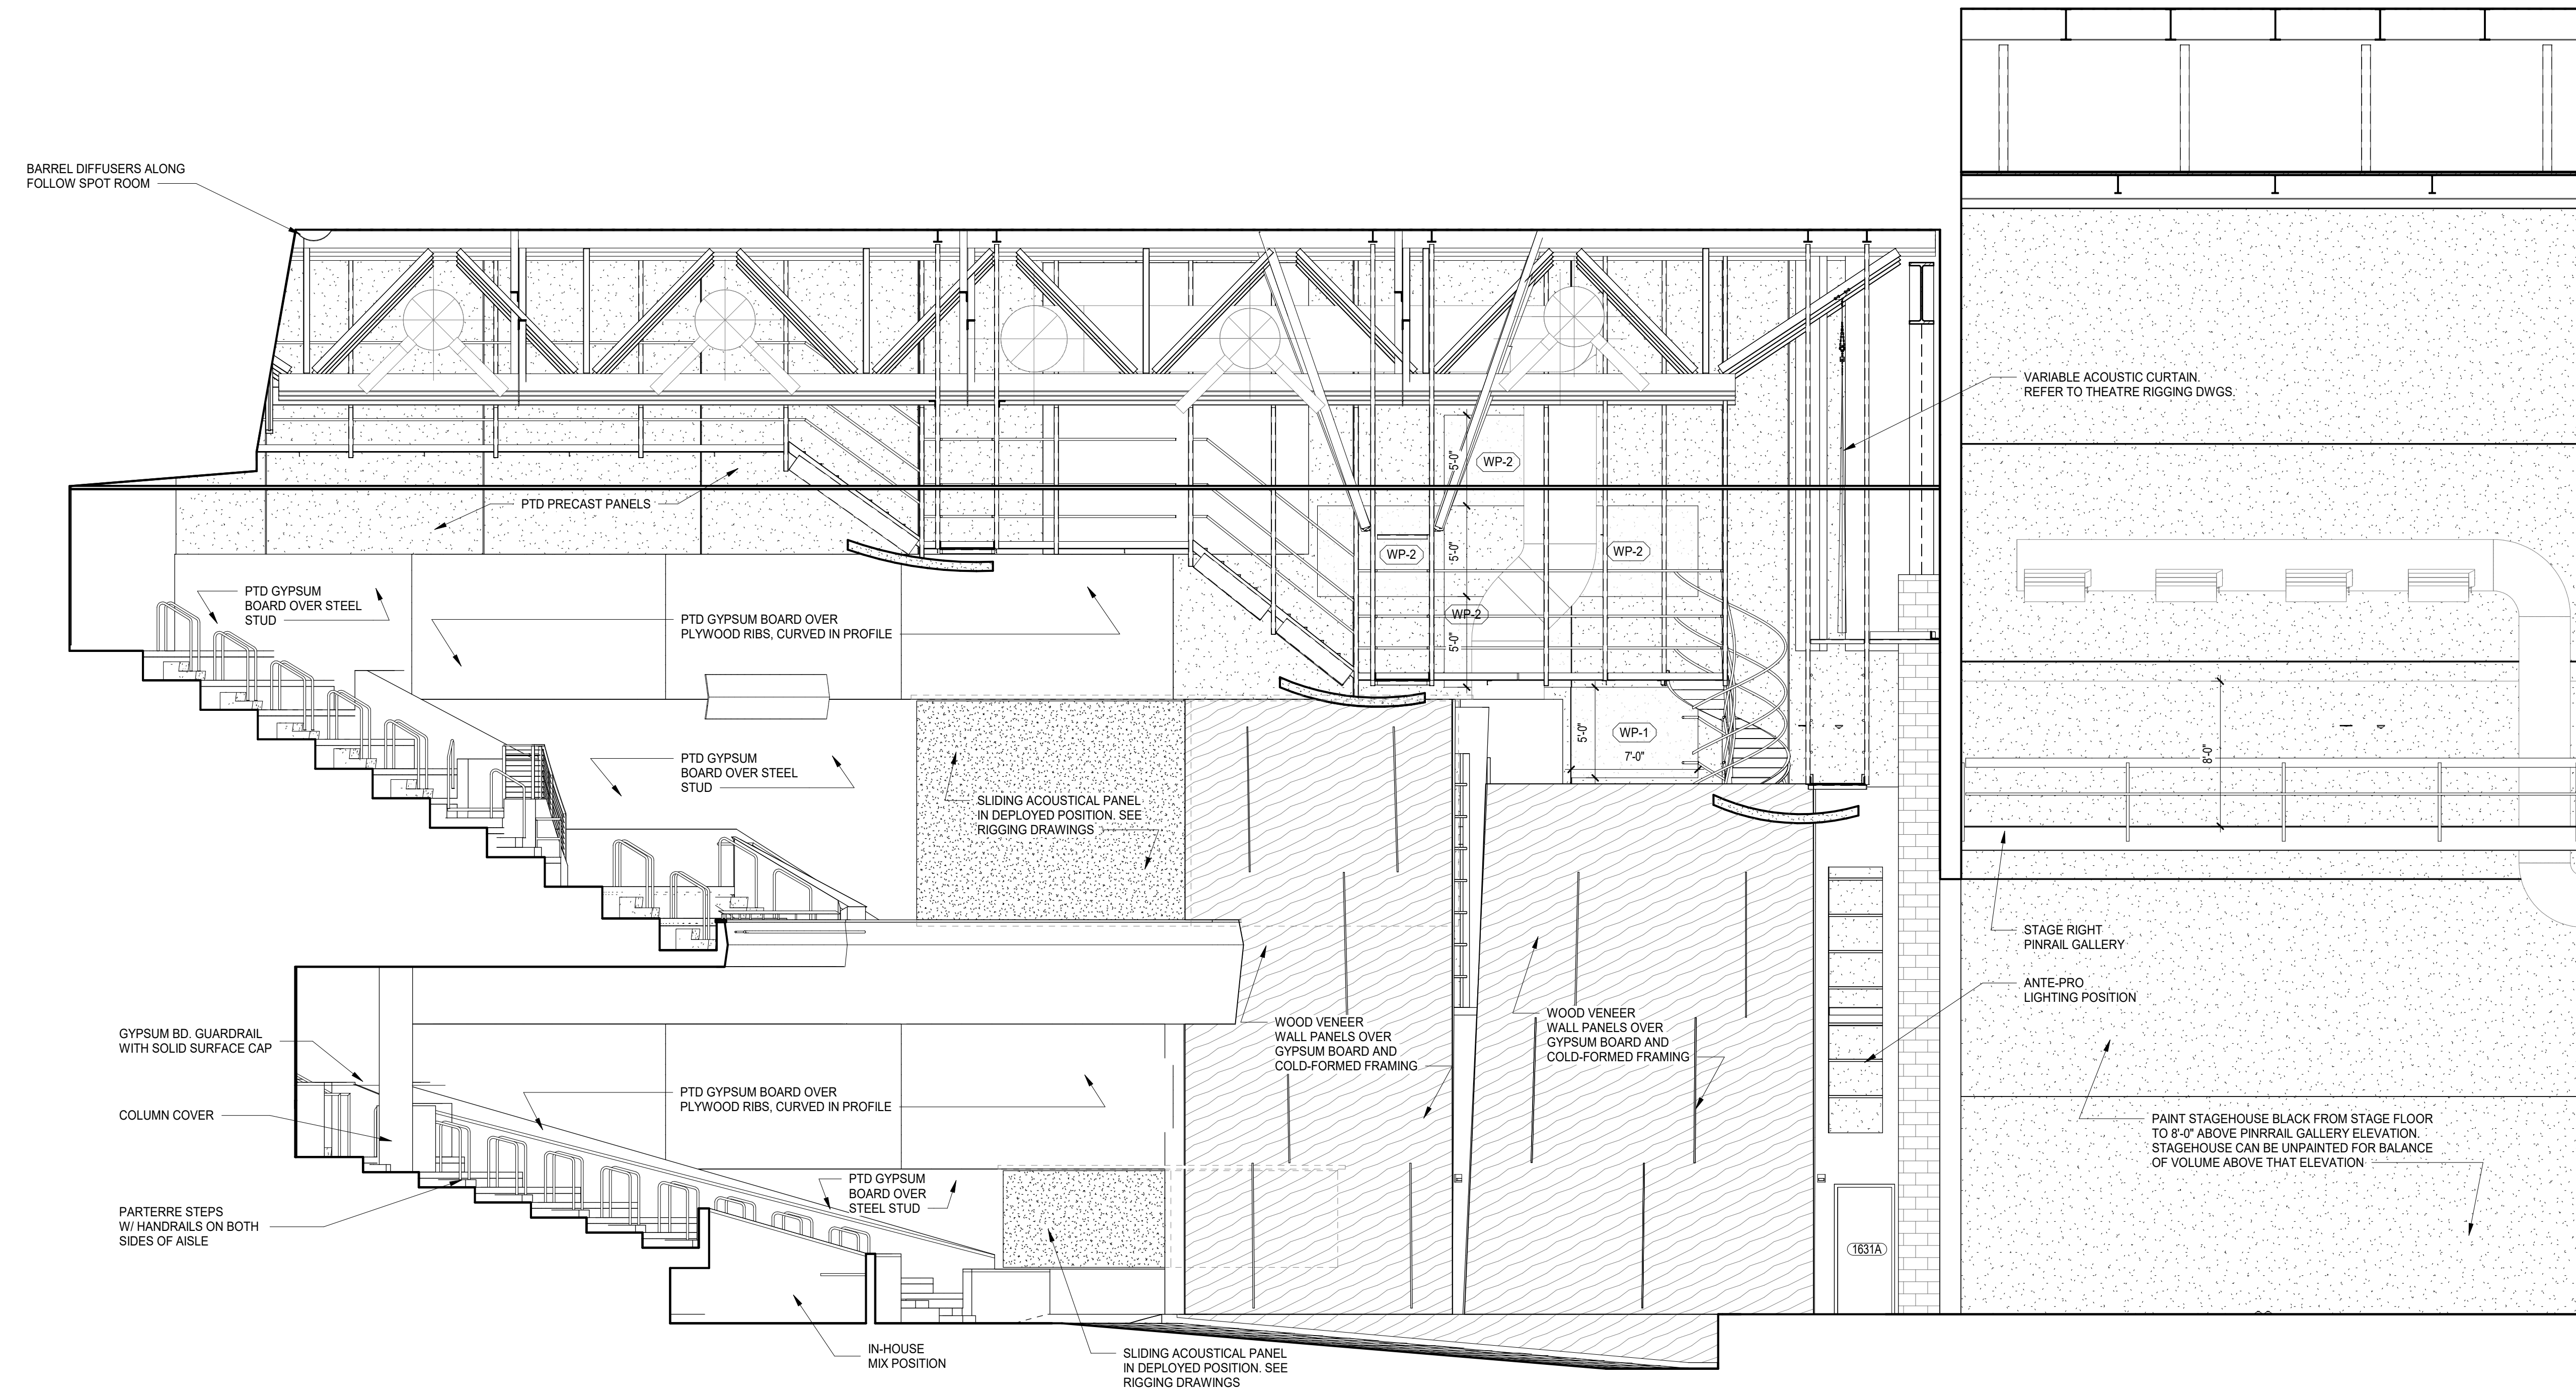 BARREL DIFFUSERS ALONG
FOLLOW SPOT ROOM
VARIABLE ACOUSTIC CURTAIN.
REFER TO THEATRE RIGGING DWGS.
5'-0"
WP-2
PTD PRECAST PANELS
5'-0"
WP-2
WP-2
PTD GYPSUM
BOARD OVER STEEL
STUD
PTD GYPSUM BOARD OVER
PLYWOOD RIBS, CURVED IN PROFILE
WP-2
5'-0"
5'-0"
WP-1
7'-0"
8'-0"
PTD GYPSUM
BOARD OVER STEEL
STUD
SLIDING ACOUSTICAL PANEL
IN DEPLOYED POSITION. SEE
RIGGING DRAWINGS
STAGE RIGHT
PINRAIL GALLERY
ANTE-PRO
LIGHTING POSITION
GYPSUM BD. GUARDRAIL
WITH SOLID SURFACE CAP
WOOD VENEER
WALL PANELS OVER
GYPSUM BOARD AND
COLD-FORMED FRAMING
WOOD VENEER
WALL PANELS OVER
GYPSUM BOARD AND
COLD-FORMED FRAMING
COLUMN COVER
PTD GYPSUM BOARD OVER
PLYWOOD RIBS, CURVED IN PROFILE
PAINT STAGEHOUSE BLACK FROM STAGE FLOOR
TO 8'-0" ABOVE PINRRAIL GALLERY ELEVATION.
STAGEHOUSE CAN BE UNPAINTED FOR BALANCE
OF VOLUME ABOVE THAT ELEVATION
PTD GYPSUM
BOARD OVER
STEEL STUD
PARTERRE STEPS
W/ HANDRAILS ON BOTH
SIDES OF AISLE
1631A
IN-HOUSE
MIX POSITION
SLIDING ACOUSTICAL PANEL
IN DEPLOYED POSITION. SEE
RIGGING DRAWINGS